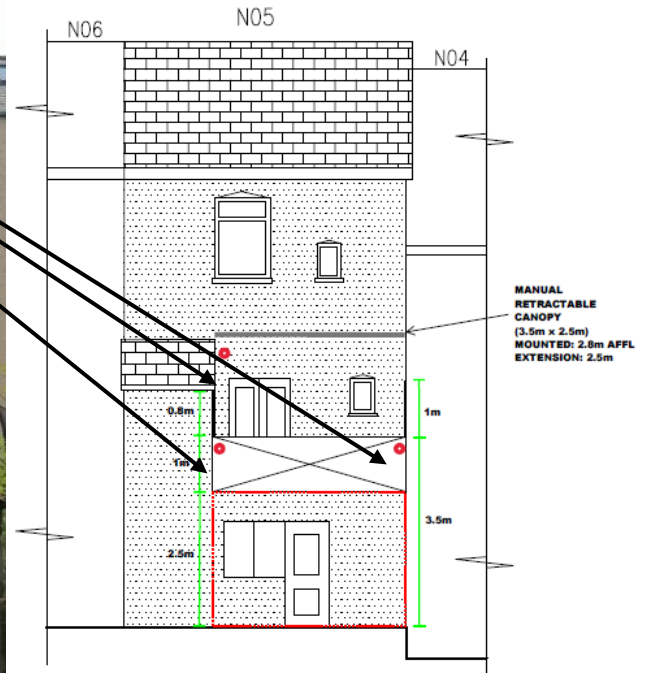 N06
N05
N04
MANUAL
RETRACTABLE
CANOPY
(3.5m x 2.5m)
MOUNTED: 2.8m AFFL
EXTENSION: 2.5m
0.8m
1m
1m
3.5m
2.5m